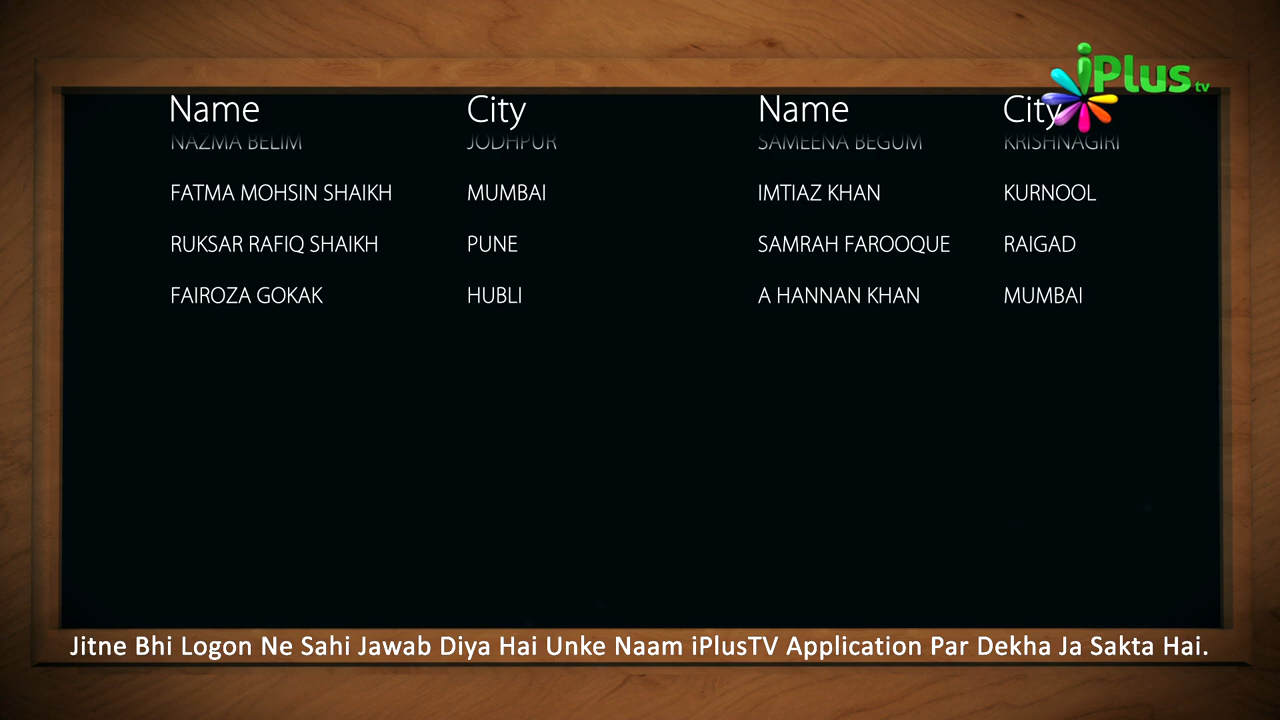 iPlus tv
Name City Name City
NAZMA BELIM JODHPUR SAMEENA BEGUM KRISHNAGIRI
FATMA MOHSIN SHAIKH MUMBAI IMTIAZ KHAN KURNOOL
RUKSAR RAFIQ SHAIKH PUNE SAMRAH FAROOQUE RAIGAD
FAIROZA GOKAK HUBLI A HANNAN KHAN MUMBAI
Jitne Bhi Logon Ne Sahi Jawab Diya Hai Unke Naam iPlusTV Application Par Dekha Ja Sakta Hai.